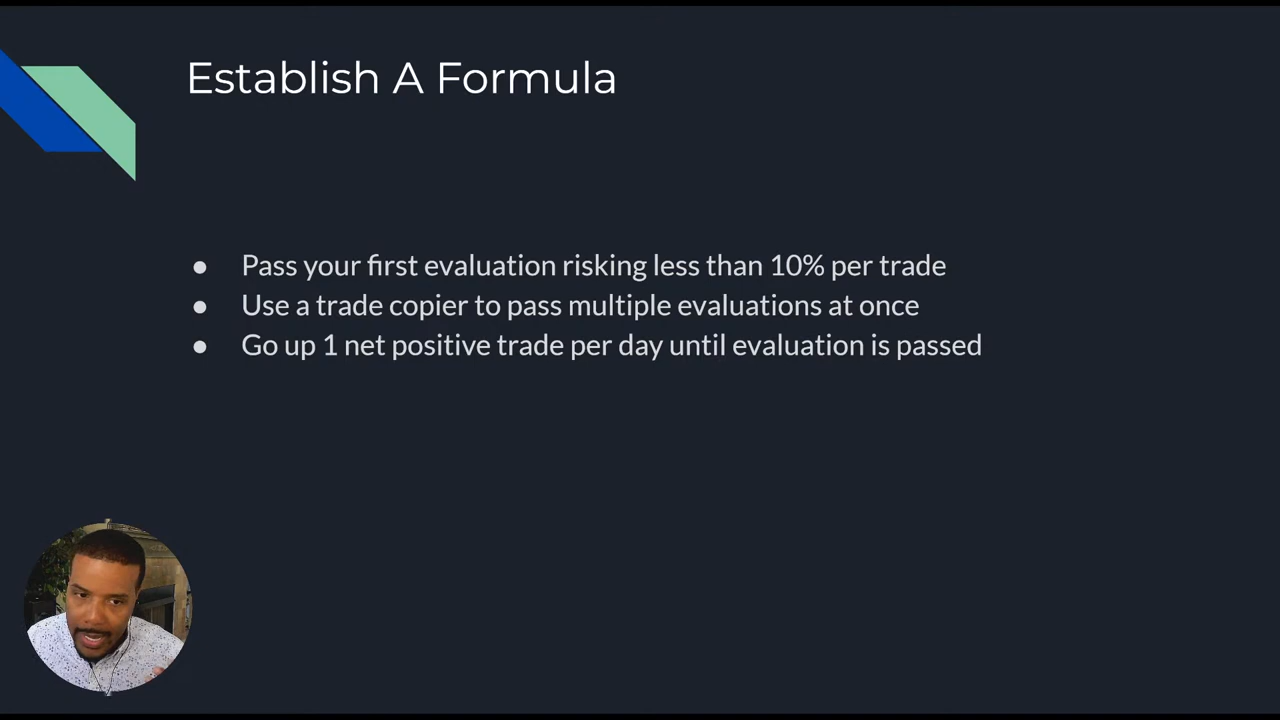 Establish A Formula
● Pass your first evaluation risking less than 10% per trade
● Use a trade copier to pass multiple evaluations at once
● Go up 1 net positive trade per day until evaluation is passed